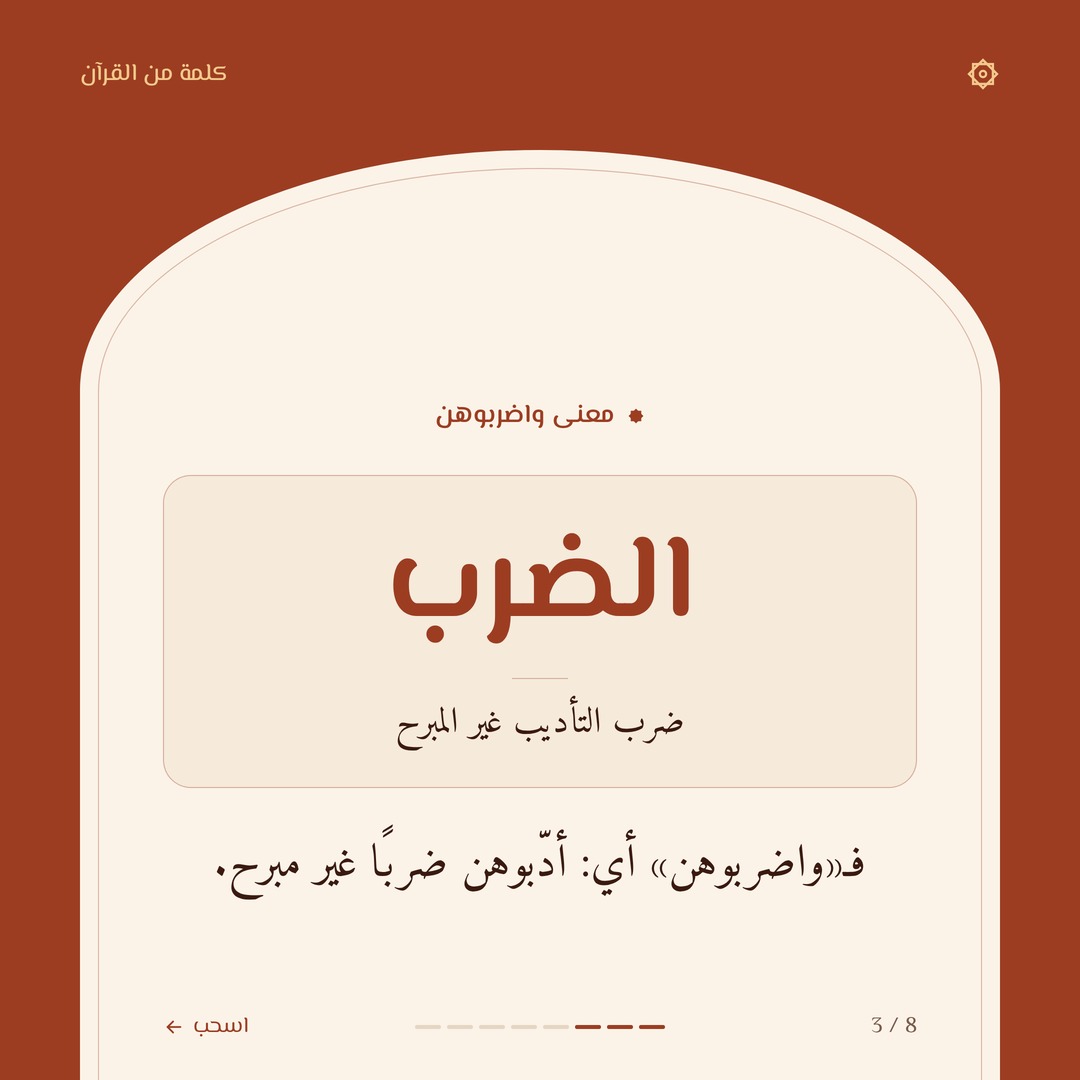 كلمة من القرآن
معنى واضربوهن
الضرب
ضرب التأديب غير المبرح
فـ«واضربوهن» أي: أدّبوهن ضربًا غير مبرح.
3 / 8
اسحب ←